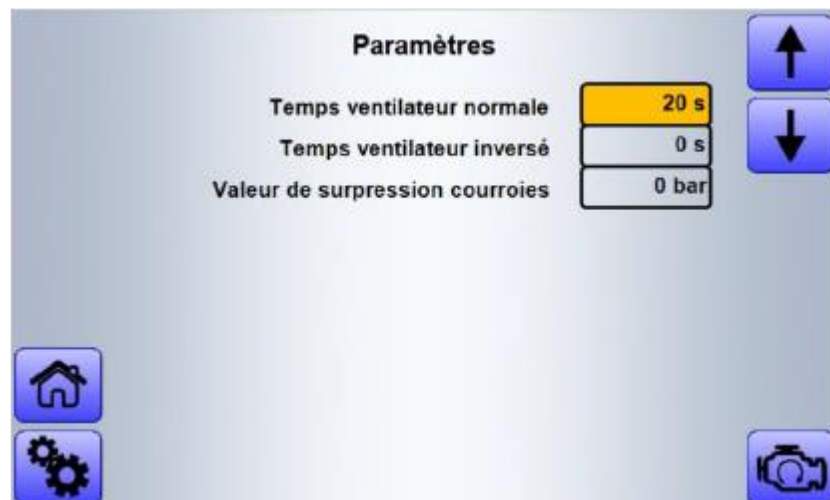 Paramètres
Temps ventilateur normale 20 s
Temps ventilateur inversé 0 s
Valeur de surpression courroies 0 bar